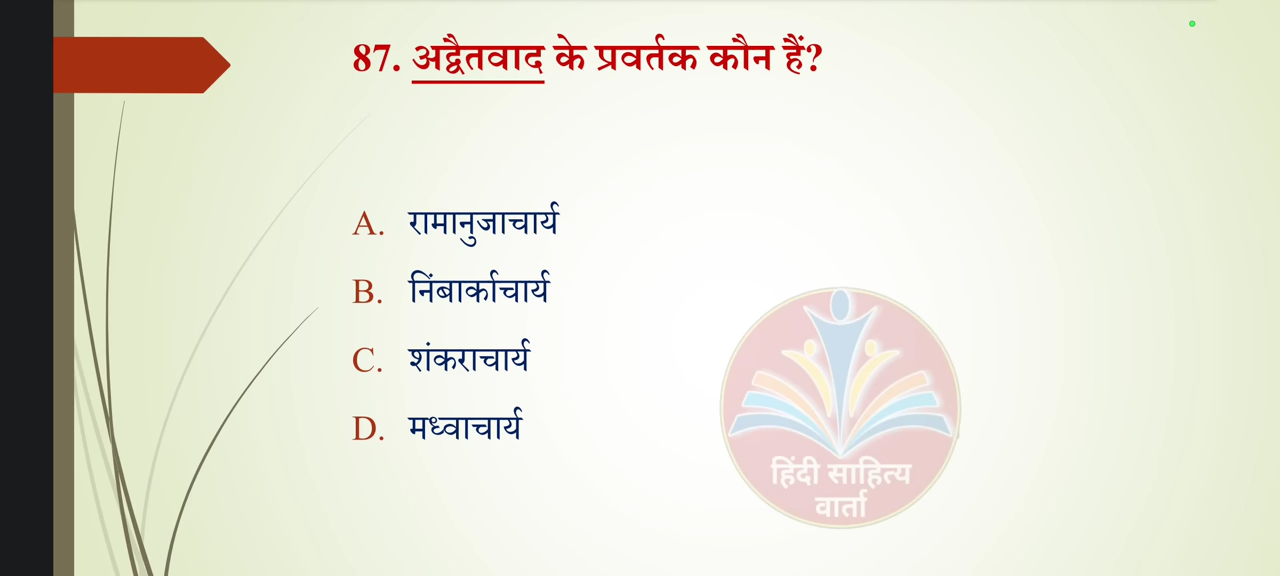 87. अद्वैतवाद के प्रवर्तक कौन हैं?
A. रामानुजाचार्य
B. निंबार्काचार्य
C. शंकराचार्य
D. मध्वाचार्य
हिंदी साहित्य
वार्ता